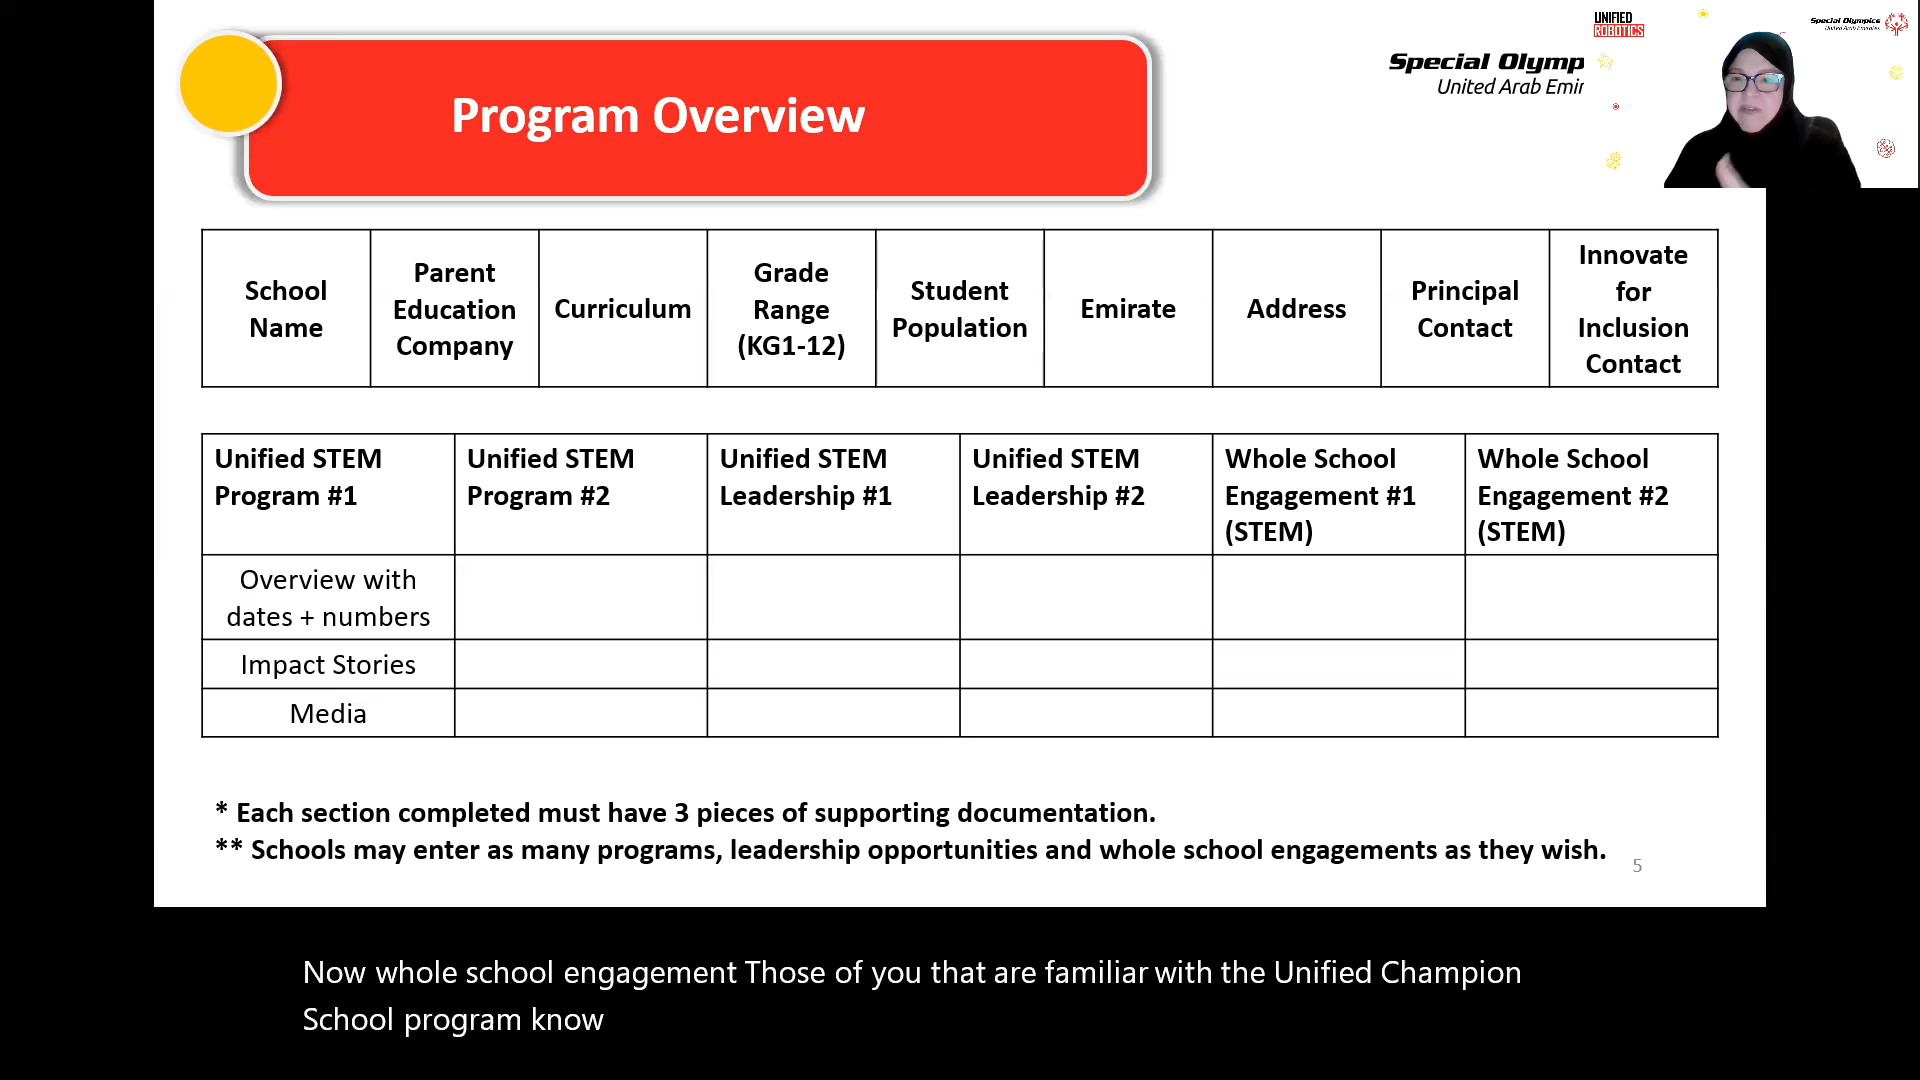 UNIFIED
ROBOTICS
Special Olympics
United Arab Emirates
Special Olymp
United Arab Emir
Program Overview
School
Name
Parent
Education
Company
Curriculum
Grade
Range
(KG1-12)
Student
Population
Emirate
Address
Principal
Contact
Innovate
for
Inclusion
Contact
Unified STEM
Program #1
Unified STEM
Program #2
Unified STEM
Leadership #1
Unified STEM
Leadership #2
Whole School
Engagement #1
(STEM)
Whole School
Engagement #2
(STEM)
Overview with
dates + numbers
Impact Stories
Media
* Each section completed must have 3 pieces of supporting documentation.
** Schools may enter as many programs, leadership opportunities and whole school engagements as they wish.
5
Now whole school engagement Those of you that are familiar with the Unified Champion
School program know